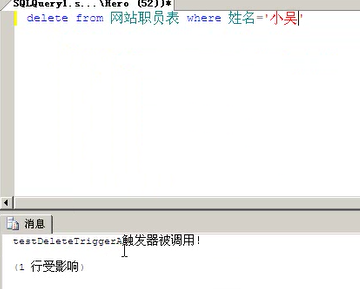 SQLQuery1.s...\Hero (52))*
delete from 网站职员表 where 姓名='小吴'
消息
testDeleteTriggerA触发器被调用!
(1 行受影响)